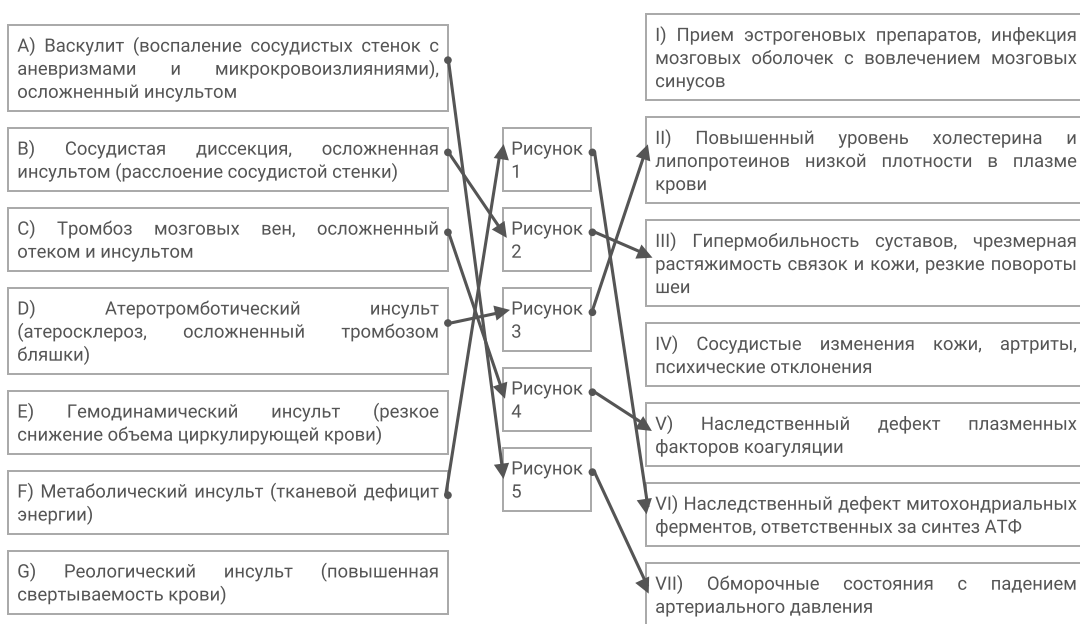 A) Васкулит (воспаление сосудистых стенок с
аневризмами и микрокровоизлияниями),
осложненный инсультом
B) Сосудистая диссекция, осложненная
инсультом (расслоение сосудистой стенки)
C) Тромбоз мозговых вен, осложненный
отеком и инсультом
D) Атеротромботический инсульт
(атеросклероз, осложненный тромбозом
бляшки)
E) Гемодинамический инсульт (резкое
снижение объема циркулирующей крови)
F) Метаболический инсульт (тканевой дефицит
энергии)
G) Реологический инсульт (повышенная
свертываемость крови)
Рисунок
1
Рисунок
2
Рисунок
3
Рисунок
4
Рисунок
5
I) Прием эстрогеновых препаратов, инфекция
мозговых оболочек с вовлечением мозговых
синусов
II) Повышенный уровень холестерина и
липопротеинов низкой плотности в плазме
крови
III) Гипермобильность суставов, чрезмерная
растяжимость связок и кожи, резкие повороты
шеи
IV) Сосудистые изменения кожи, артриты,
психические отклонения
V) Наследственный дефект плазменных
факторов коагуляции
VI) Наследственный дефект митохондриальных
ферментов, ответственных за синтез АТФ
VII) Обморочные состояния с падением
артериального давления